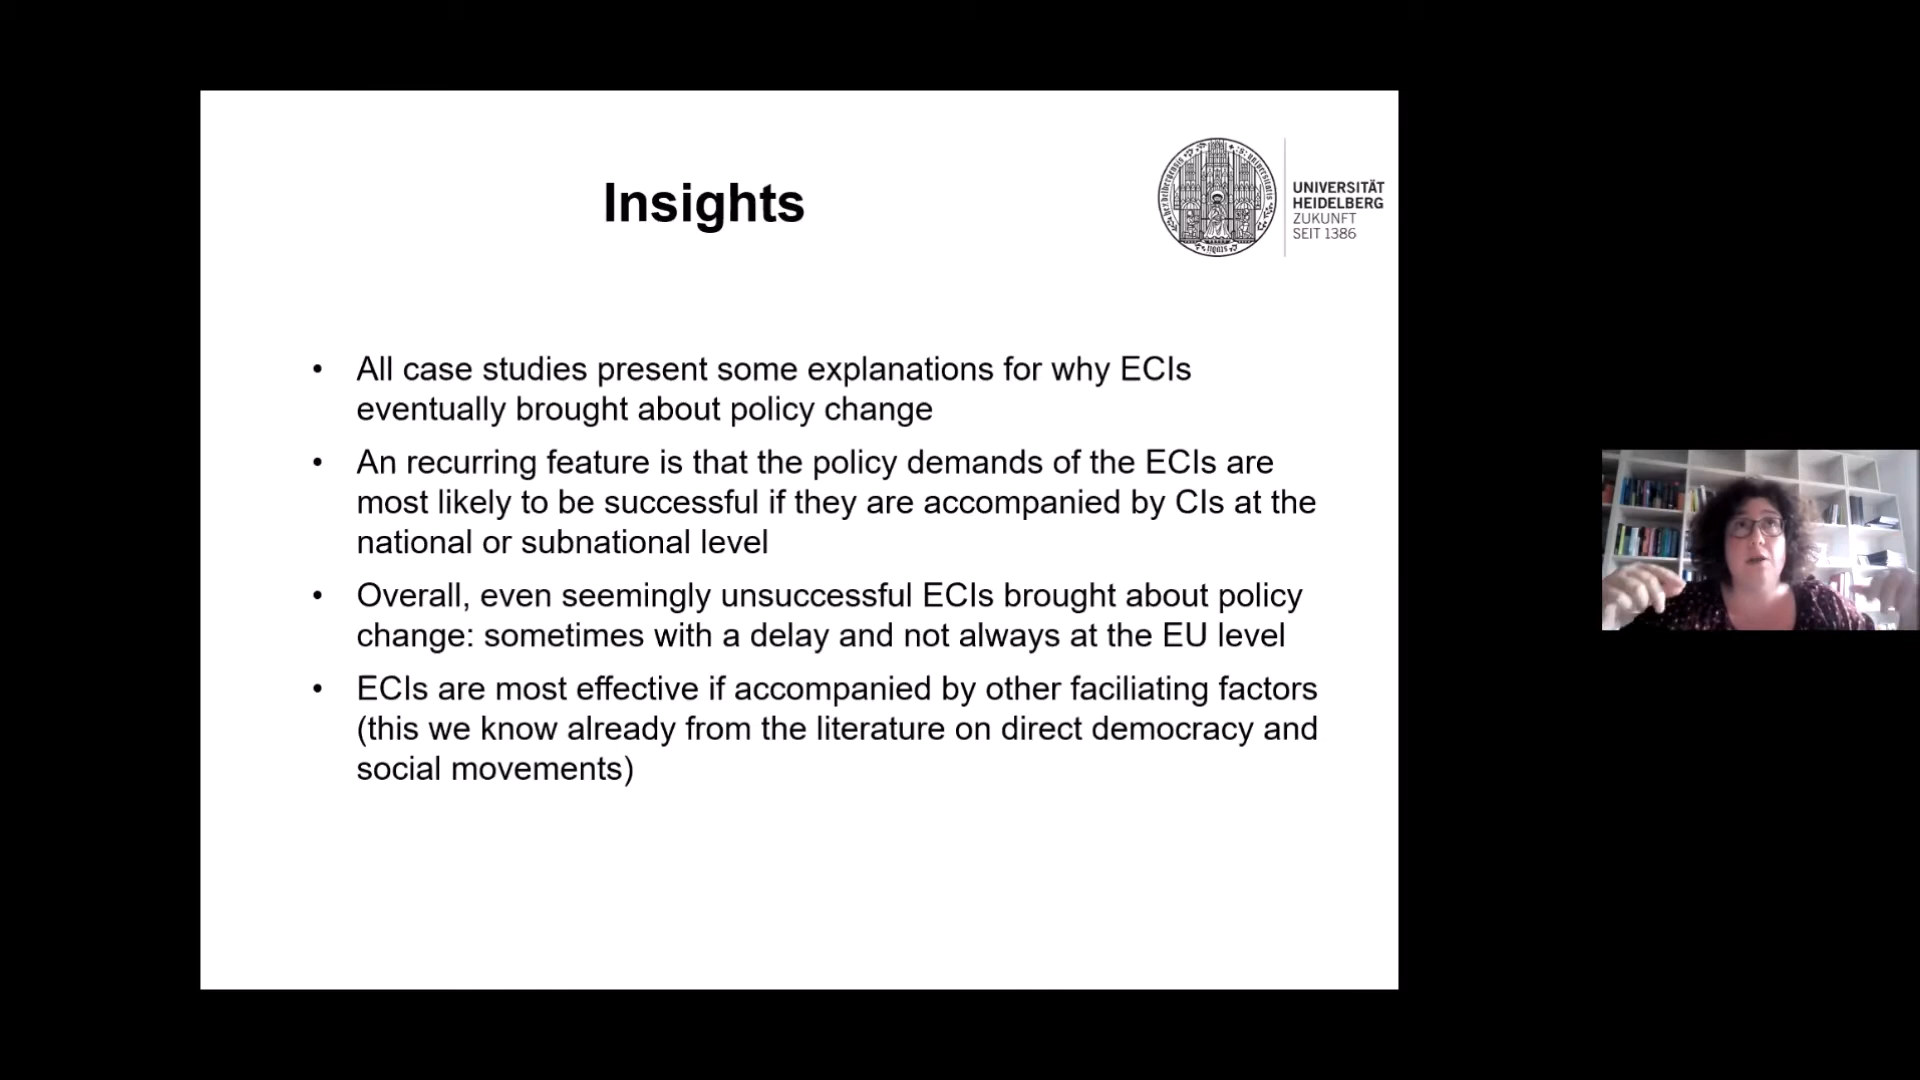 Insights
UNIVERSITÄT
HEIDELBERG
ZUKUNFT
SEIT 1386
• All case studies present some explanations for why ECIs
eventually brought about policy change
• An recurring feature is that the policy demands of the ECIs are
most likely to be successful if they are accompanied by CIs at the
national or subnational level
• Overall, even seemingly unsuccessful ECIs brought about policy
change: sometimes with a delay and not always at the EU level
• ECIs are most effective if accompanied by other faciliating factors
(this we know already from the literature on direct democracy and
social movements)